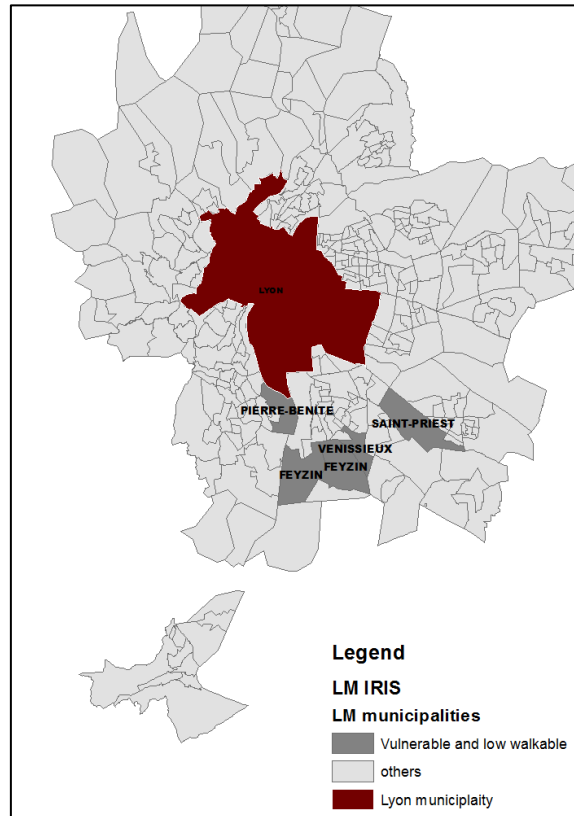 LYON
PIERRE-BENITE
SAINT-PRIEST
VENISSIEUX
FEYZIN
FEYZIN
Legend
LM IRIS
LM municipalities
Vulnerable and low walkable
others
Lyon municiplaity